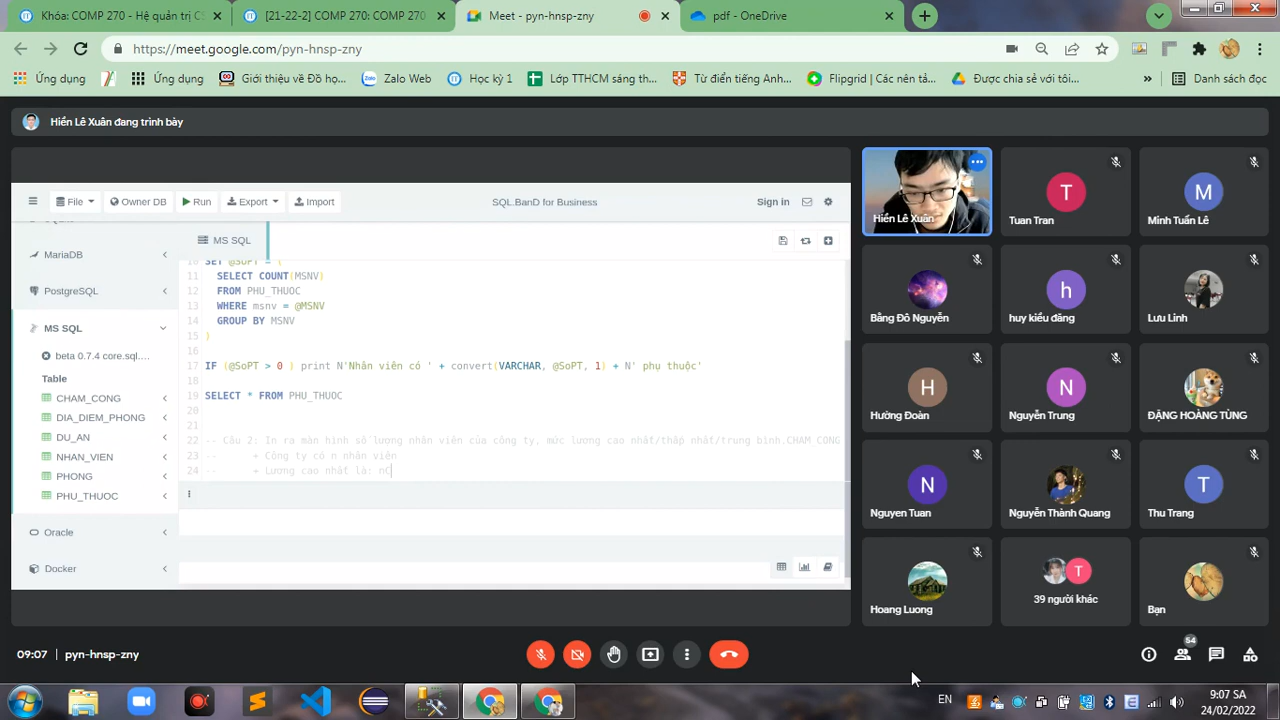 Khóa: COMP 270 - Hệ quản trị CS
[21-22-2] COMP 270: COMP 270
Meet - pyn-hnsp-zny
pdf - OneDrive
https://meet.google.com/pyn-hnsp-zny
Ứng dụng
Ứng dụng
Giới thiệu về Đồ họ...
Zalo Web
Học kỳ 1
Lớp TTHCM sáng th...
Từ điển tiếng Anh...
Flipgrid | Các nền tả...
Được chia sẻ với tôi...
»
Danh sách đọc
Hiển Lê Xuân đang trình bày
File
Owner DB
Run
Export
Import
SQL.BanD for Business
Sign in
MariaDB
PostgreSQL
MS SQL
beta 0.7.4 core.sql....
Table
CHAM_CONG
DIA_DIEM_PHONG
DU_AN
NHAN_VIEN
PHONG
PHU_THUOC
Oracle
Docker
MS SQL
10 SET @SoPT = (
11 SELECT COUNT(MSNV)
12 FROM PHU_THUOC
13 WHERE msnv = @MSNV
14 GROUP BY MSNV
15 )
16
17 IF (@SoPT > 0 ) print N'Nhân viên có ' + convert(VARCHAR, @SoPT, 1) + N' phụ thuộc'
18
19 SELECT * FROM PHU_THUOC
20
21
22 -- Câu 2: In ra màn hình số lượng nhân viên của công ty, mức lương cao nhất/thấp nhất/trung bình.CHAM CONG
23 -- + Công ty có n nhân viên
24 -- + Lương cao nhất là: nC
Hiển Lê Xuân
T
Tuan Tran
M
Minh Tuấn Lê
Bằng Đô Nguyễn
h
huy kiều đăng
Lưu Linh
H
Hường Đoàn
N
Nguyễn Trung
ĐẶNG HOÀNG TÙNG
N
Nguyen Tuan
Nguyễn Thành Quang
T
Thu Trang
Hoang Luong
T
39 người khác
Bạn
09:07
pyn-hnsp-zny
54
EN
9:07 SA
24/02/2022